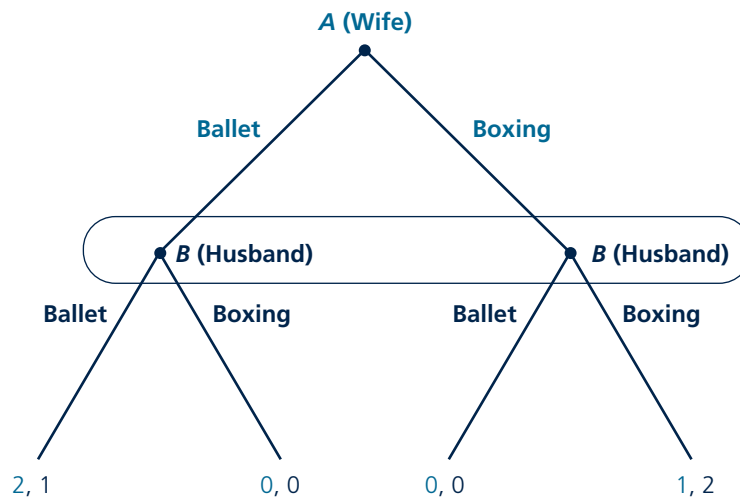 A (Wife)
Ballet
Boxing
B (Husband)
B (Husband)
Ballet
Boxing
Ballet
Boxing
2, 1
0, 0
0, 0
1, 2